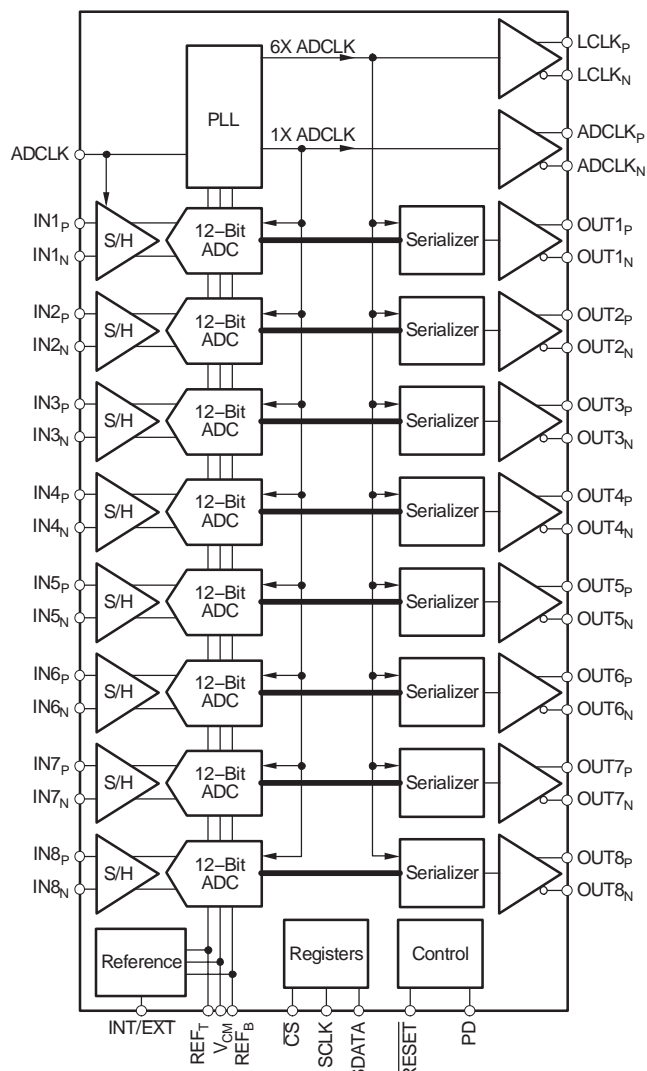 6X ADCLK
LCLKP
LCLKN
PLL
1X ADCLK
ADCLKP
ADCLK
ADCLKN
IN1P
S/H
12–Bit
ADC
Serializer
OUT1P
IN1N
OUT1N
IN2P
S/H
12–Bit
ADC
Serializer
OUT2P
IN2N
OUT2N
IN3P
S/H
12–Bit
ADC
Serializer
OUT3P
IN3N
OUT3N
IN4P
S/H
12–Bit
ADC
Serializer
OUT4P
IN4N
OUT4N
IN5P
S/H
12–Bit
ADC
Serializer
OUT5P
IN5N
OUT5N
IN6P
S/H
12–Bit
ADC
Serializer
OUT6P
IN6N
OUT6N
IN7P
S/H
12–Bit
ADC
Serializer
OUT7P
IN7N
OUT7N
IN8P
S/H
12–Bit
ADC
Serializer
OUT8P
IN8N
OUT8N
Reference
Registers
Control
INT/EXT
REFT
VCM
REFB
CS
SCLK
SDATA
RESET
PD